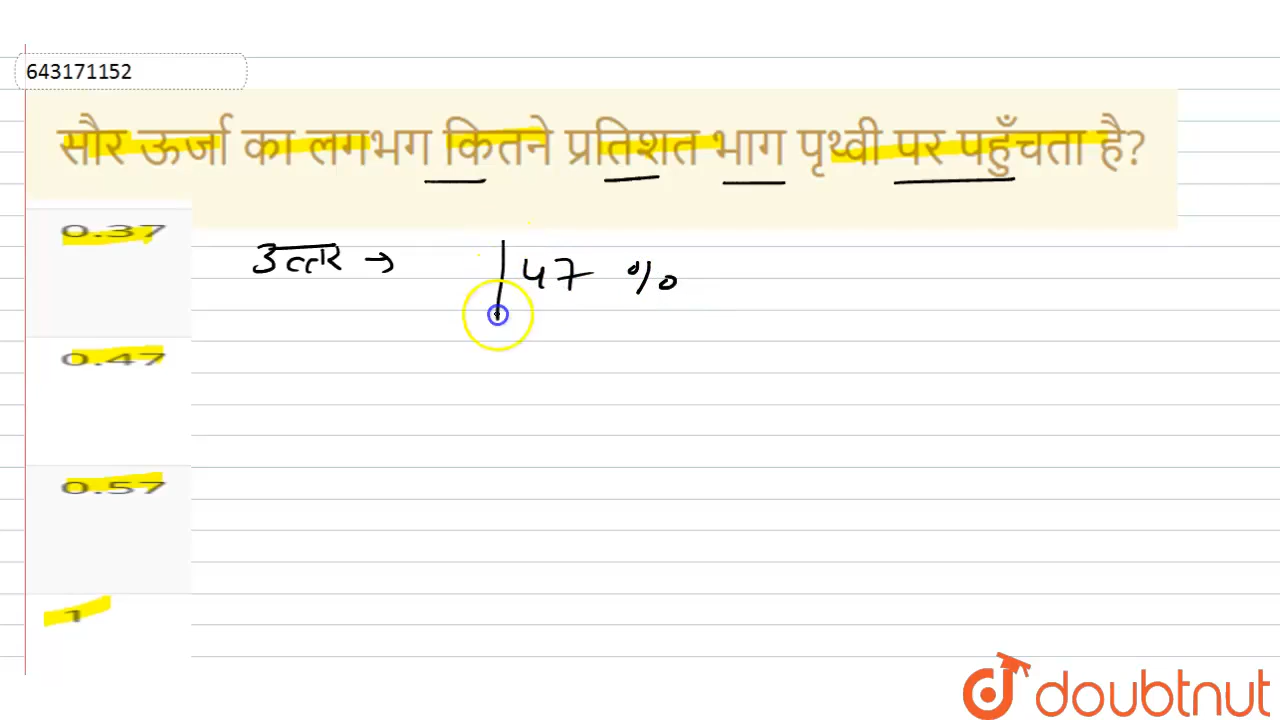 643171152
सौर ऊर्जा का लगभग कितने प्रतिशत भाग पृथ्वी पर पहुँचता है?
0.37
उत्तर → 47 %
0.47
0.57
1
doubtnut